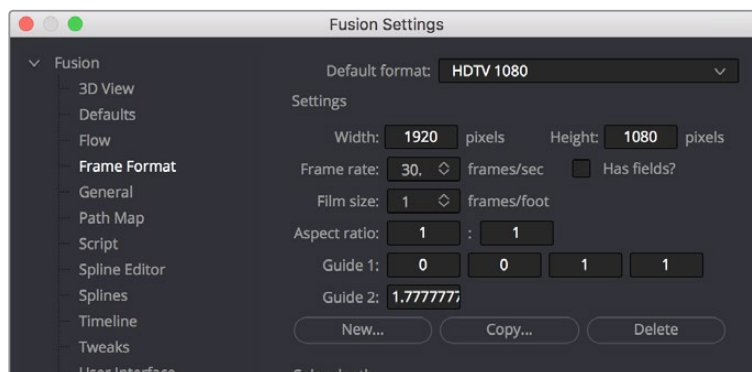 Fusion Settings
Fusion
3D View
Defaults
Flow
Frame Format
General
Path Map
Script
Spline Editor
Splines
Timeline
Tweaks
User Interface
Default format: HDTV 1080
Settings
Width: 1920 pixels Height: 1080 pixels
Frame rate: 30. frames/sec Has fields?
Film size: 1 frames/foot
Aspect ratio: 1 : 1
Guide 1: 0 0 1 1
Guide 2: 1.7777777
New... Copy... Delete